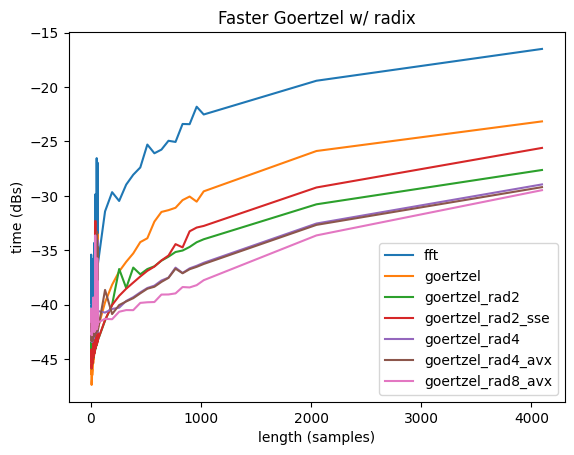 Faster Goertzel w/ radix
time (dBs)
−15
−20
−25
−30
−35
−40
−45
fft
goertzel
goertzel_rad2
goertzel_rad2_sse
goertzel_rad4
goertzel_rad4_avx
goertzel_rad8_avx
0 1000 2000 3000 4000
length (samples)